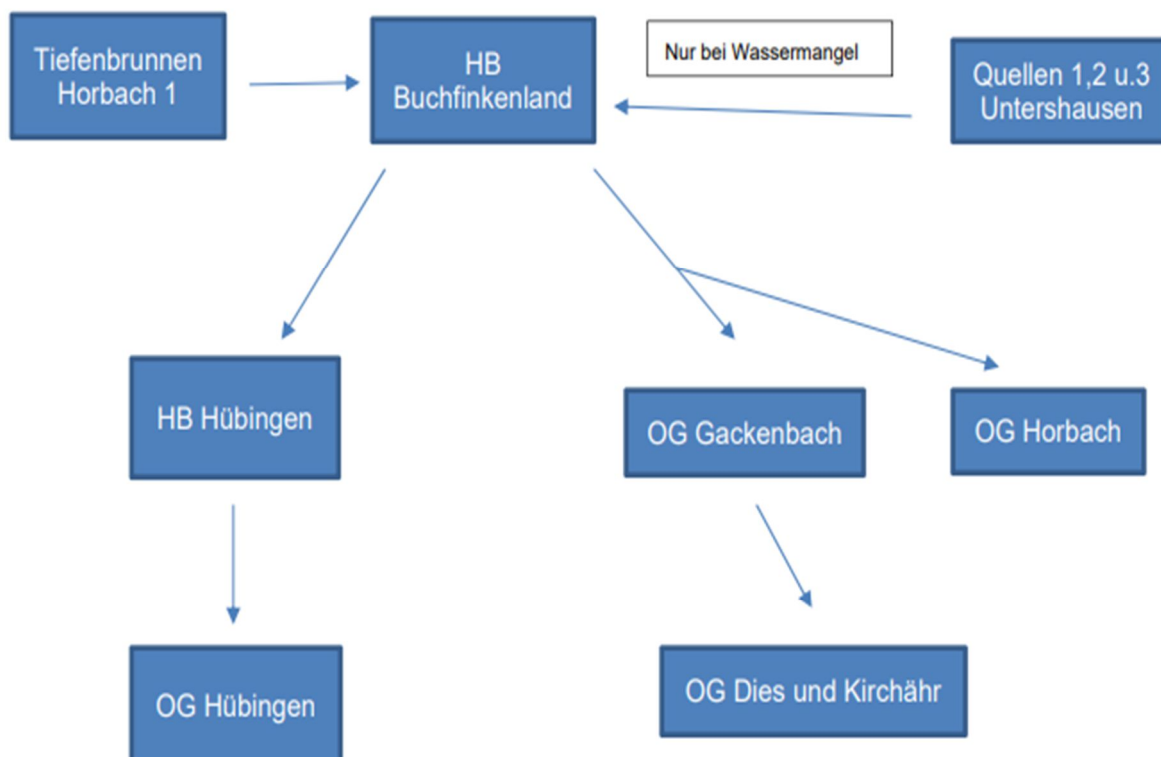 Tiefenbrunnen
Horbach 1
HB
Buchfinkenland
Nur bei Wassermangel
Quellen 1,2 u.3
Untershausen
HB Hübingen
OG Gackenbach
OG Horbach
OG Hübingen
OG Dies und Kirchähr